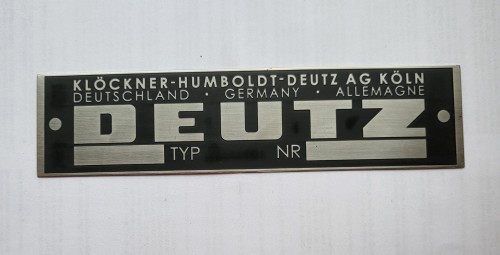 KLÖCKNER-HUMBOLDT-DEUTZ AG KÖLN
DEUTSCHLAND · GERMANY · ALLEMAGNE
DEUTZ
TYP NR